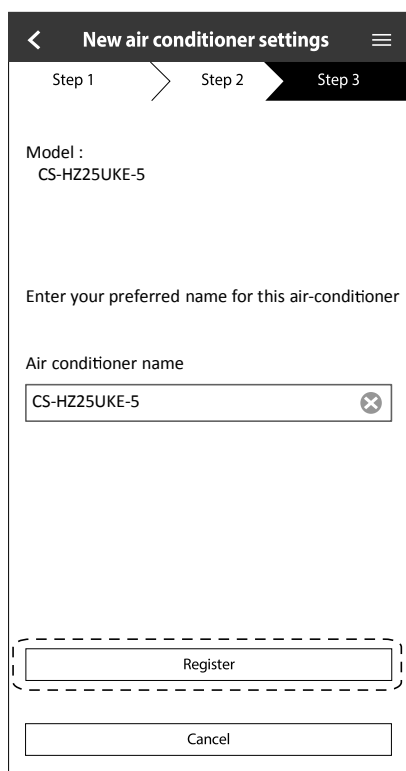 New air conditioner settings
Step 1 Step 2 Step 3
Model :
CS-HZ25UKE-5
Enter your preferred name for this air-conditioner
Air conditioner name
CS-HZ25UKE-5
Register
Cancel